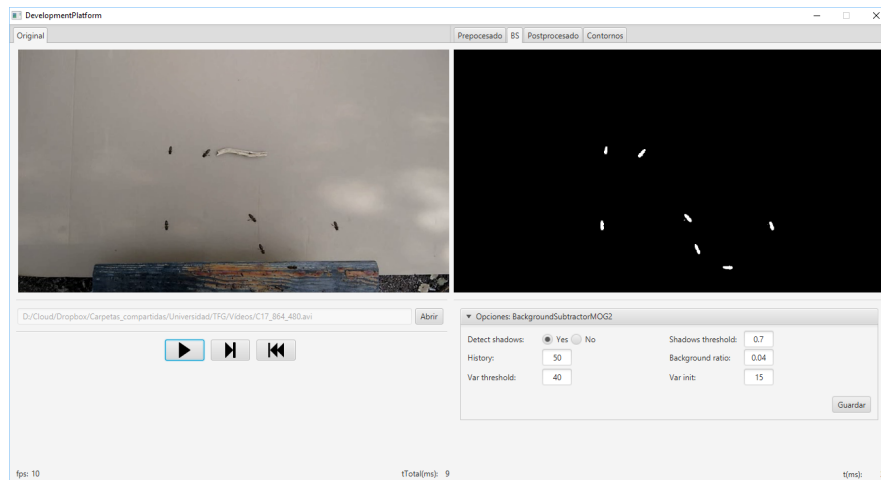 DevelopmentPlatform
Original
Prepocesado BS Postprocesado Contornos
D:/Cloud/Dropbox/Carpetas_compartidas/Universidad/TFG/Vídeos/C17_864_480.avi Abrir
Opciones: BackgroundSubtractorMOG2
Detect shadows: Yes No Shadows threshold: 0.7
History: 50 Background ratio: 0.04
Var threshold: 40 Var init: 15
Guardar
fps: 10 tTotal(ms): 9 t(ms):